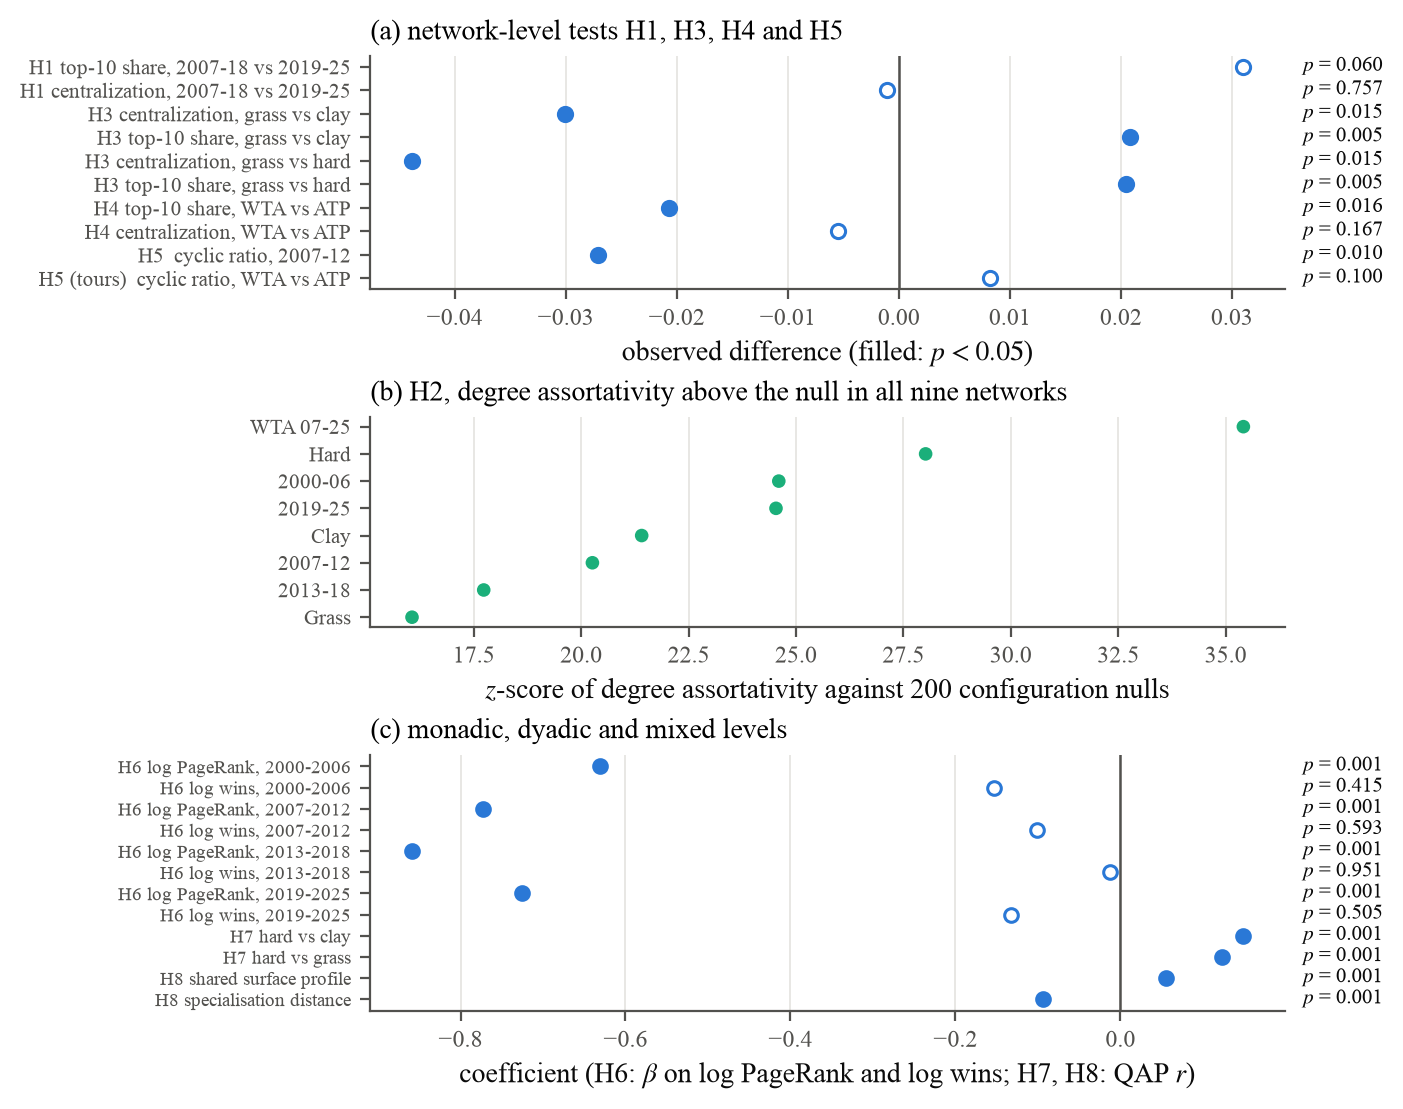 (a) network-level tests H1, H3, H4 and H5
H1 top-10 share, 2007-18 vs 2019-25 p = 0.060
H1 centralization, 2007-18 vs 2019-25 p = 0.757
H3 centralization, grass vs clay p = 0.015
H3 top-10 share, grass vs clay p = 0.005
H3 centralization, grass vs hard p = 0.015
H3 top-10 share, grass vs hard p = 0.005
H4 top-10 share, WTA vs ATP p = 0.016
H4 centralization, WTA vs ATP p = 0.167
H5 cyclic ratio, 2007-12 p = 0.010
H5 (tours) cyclic ratio, WTA vs ATP p = 0.100
−0.04 −0.03 −0.02 −0.01 0.00 0.01 0.02 0.03
observed difference (filled: p < 0.05)
(b) H2, degree assortativity above the null in all nine networks
WTA 07-25
Hard
2000-06
2019-25
Clay
2007-12
2013-18
Grass
17.5 20.0 22.5 25.0 27.5 30.0 32.5 35.0
z-score of degree assortativity against 200 configuration nulls
(c) monadic, dyadic and mixed levels
H6 log PageRank, 2000-2006 p = 0.001
H6 log wins, 2000-2006 p = 0.415
H6 log PageRank, 2007-2012 p = 0.001
H6 log wins, 2007-2012 p = 0.593
H6 log PageRank, 2013-2018 p = 0.001
H6 log wins, 2013-2018 p = 0.951
H6 log PageRank, 2019-2025 p = 0.001
H6 log wins, 2019-2025 p = 0.505
H7 hard vs clay p = 0.001
H7 hard vs grass p = 0.001
H8 shared surface profile p = 0.001
H8 specialisation distance p = 0.001
−0.8 −0.6 −0.4 −0.2 0.0
coefficient (H6: β on log PageRank and log wins; H7, H8: QAP r)